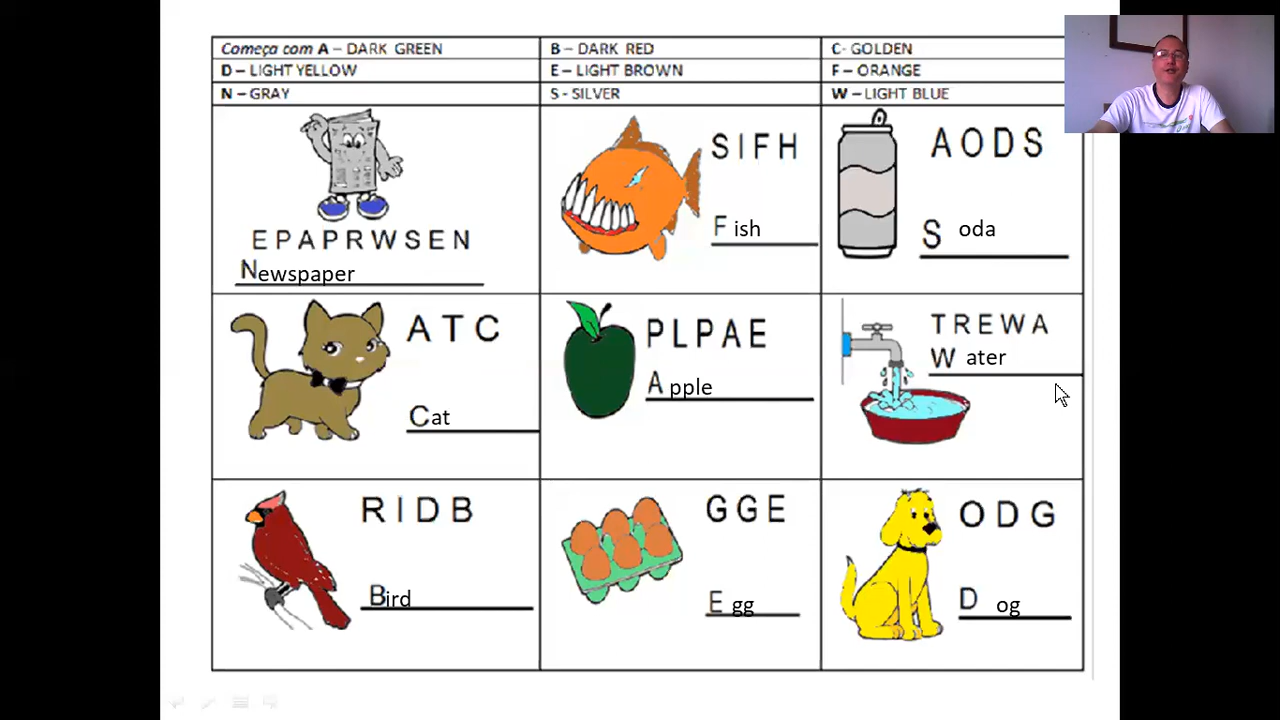 Começa com A – DARK GREEN
B – DARK RED
C- GOLDEN
D – LIGHT YELLOW
E – LIGHT BROWN
F – ORANGE
N – GRAY
S - SILVER
W – LIGHT BLUE
EPAPRWSEN
Newspaper
SIFH
F ish
AODS
S oda
ATC
Cat
PLPAE
A pple
TREWA
W ater
RIDB
Bird
GGE
E gg
ODG
D og